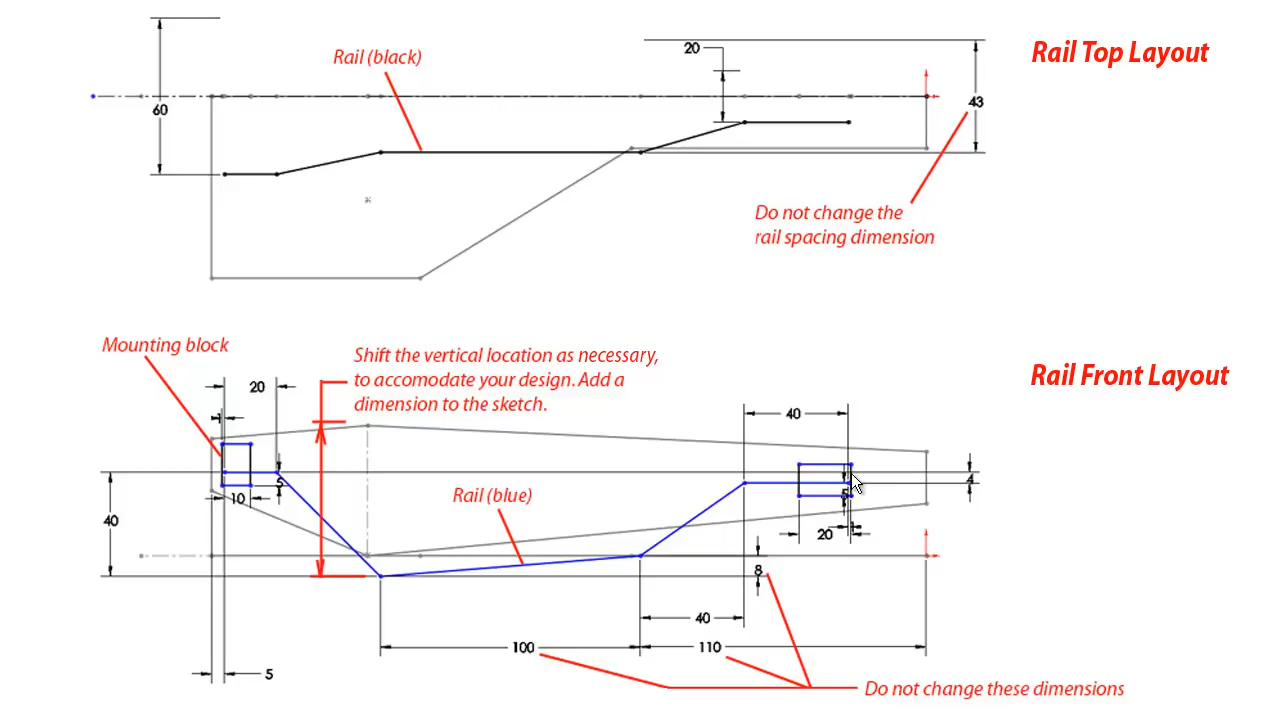 Rail Top Layout
20
Rail (black)
43
60
Do not change the
rail spacing dimension
Mounting block
Shift the vertical location as necessary,
to accomodate your design. Add a
dimension to the sketch.
Rail Front Layout
20
40
1
5
4
5
10
Rail (blue)
40
20
1
8
40
100
110
5
Do not change these dimensions